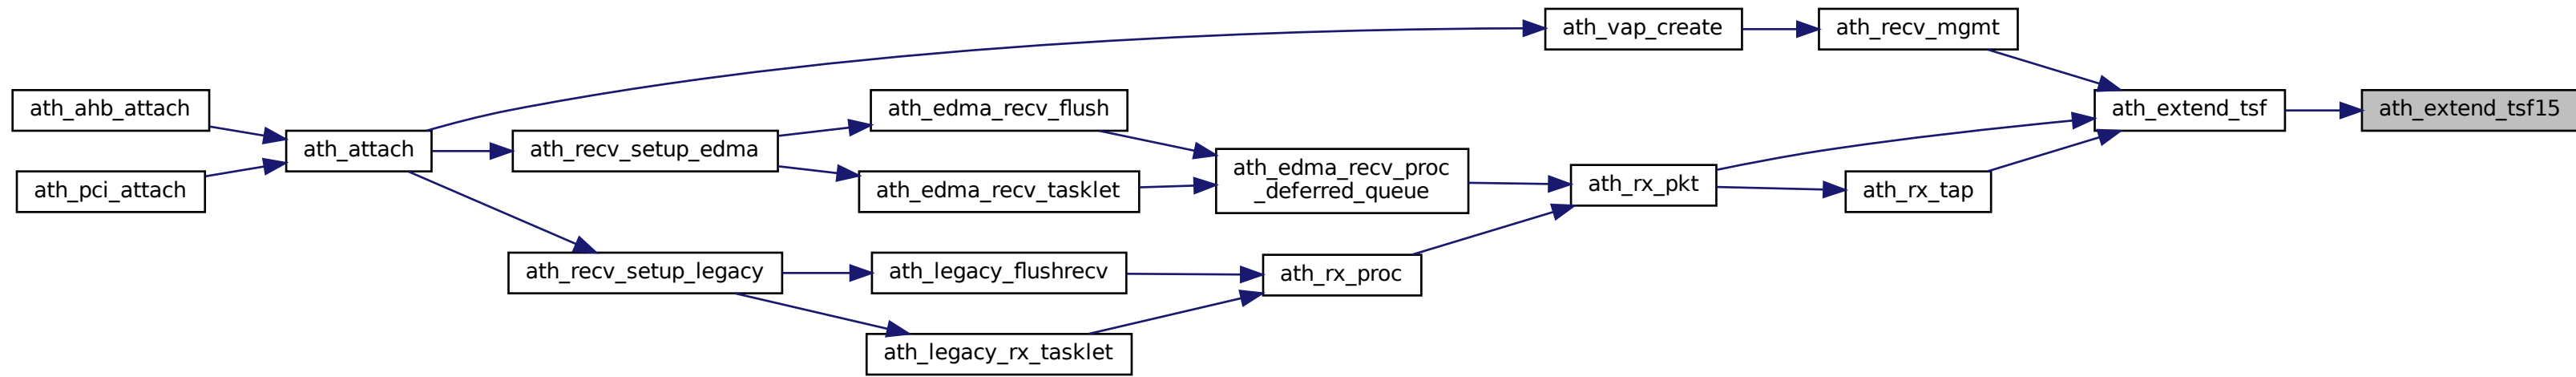 ath_vap_create
ath_recv_mgmt
ath_ahb_attach
ath_edma_recv_flush
ath_extend_tsf
ath_extend_tsf15
ath_attach
ath_recv_setup_edma
ath_edma_recv_proc
_deferred_queue
ath_rx_pkt
ath_pci_attach
ath_edma_recv_tasklet
ath_rx_tap
ath_recv_setup_legacy
ath_legacy_flushrecv
ath_rx_proc
ath_legacy_rx_tasklet